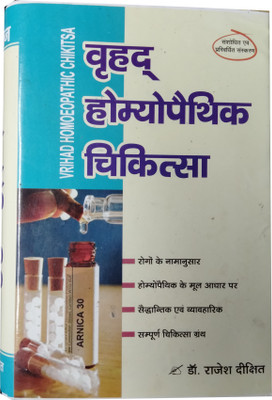 संशोधित एवं
परिवर्धित संस्करण
VRIHAD HOMOEOPATHIC CHIKITSA
वृहद्
होम्योपैथिक
चिकित्सा
रोगों के नामानुसार
होम्योपैथिक के मूल आधार पर
सैद्धान्तिक एवं व्यावहारिक
सम्पूर्ण चिकित्सा ग्रंथ
ARNICA 30
डॉ. राजेश दीक्षित